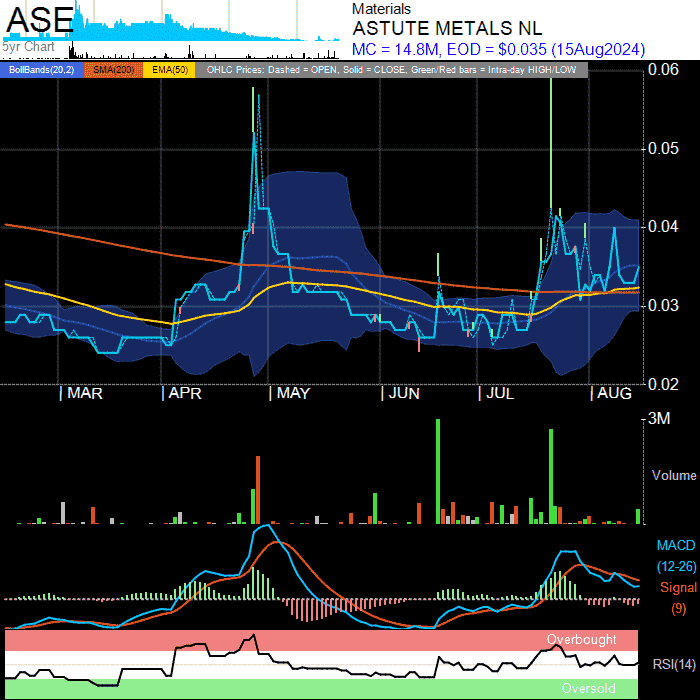 ASE
5yr Chart
Materials
ASTUTE METALS NL
MC = 14.8M, EOD = $0.035 (15Aug2024)
BollBands(20,2) SMA(200) EMA(50) OHLC Prices: Dashed = OPEN, Solid = CLOSE, Green/Red bars = Intra-day HIGH/LOW
0.06
0.05
0.04
0.03
0.02
MAR APR MAY JUN JUL AUG
3M
Volume
MACD
(12-26)
Signal
(9)
Overbought
RSI(14)
Oversold